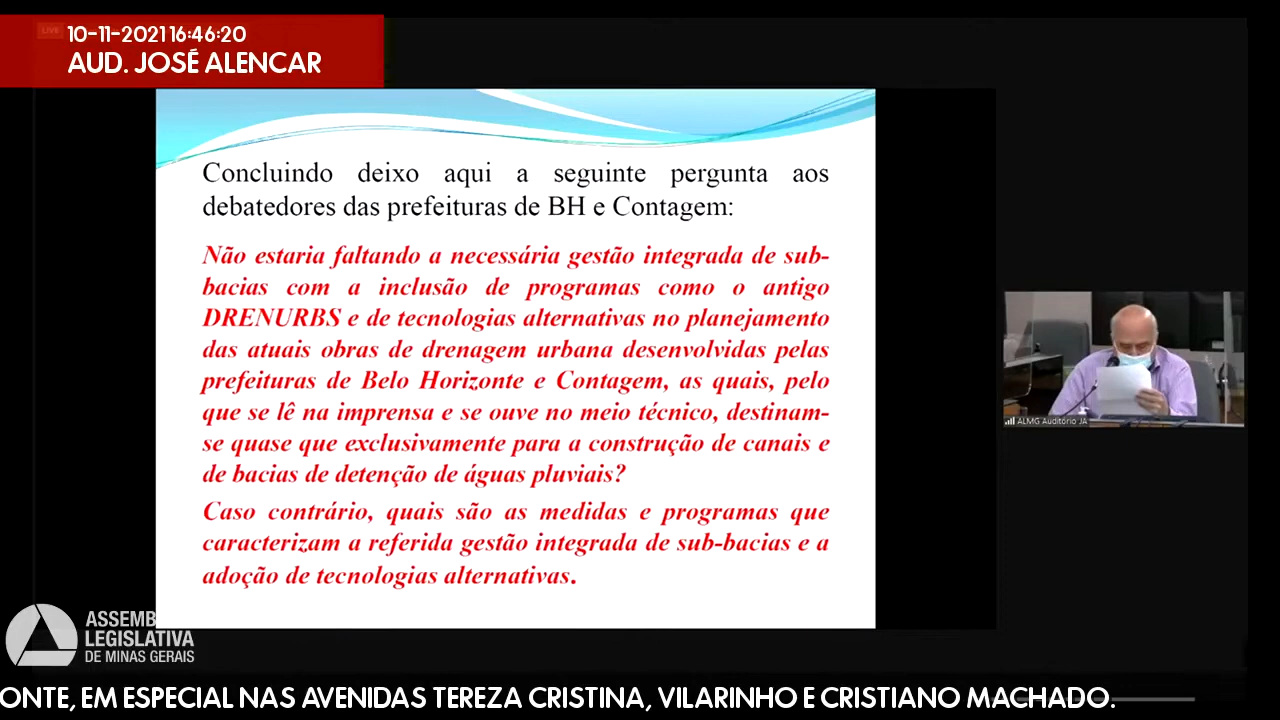 LIVE
10-11-2021 16:46:20
AUD. JOSÉ ALENCAR
Concluindo deixo aqui a seguinte pergunta aos
debatedores das prefeituras de BH e Contagem:
Não estaria faltando a necessária gestão integrada de sub-
bacias com a inclusão de programas como o antigo
DRENURBS e de tecnologias alternativas no planejamento
das atuais obras de drenagem urbana desenvolvidas pelas
prefeituras de Belo Horizonte e Contagem, as quais, pelo
que se lê na imprensa e se ouve no meio técnico, destinam-
se quase que exclusivamente para a construção de canais e
de bacias de detenção de águas pluviais?
Caso contrário, quais são as medidas e programas que
caracterizam a referida gestão integrada de sub-bacias e a
adoção de tecnologias alternativas.
ALMG Auditório JA
ASSEMB
LEGISLATIVA
DE MINAS GERAIS
ONTE, EM ESPECIAL NAS AVENIDAS TEREZA CRISTINA, VILARINHO E CRISTIANO MACHADO.